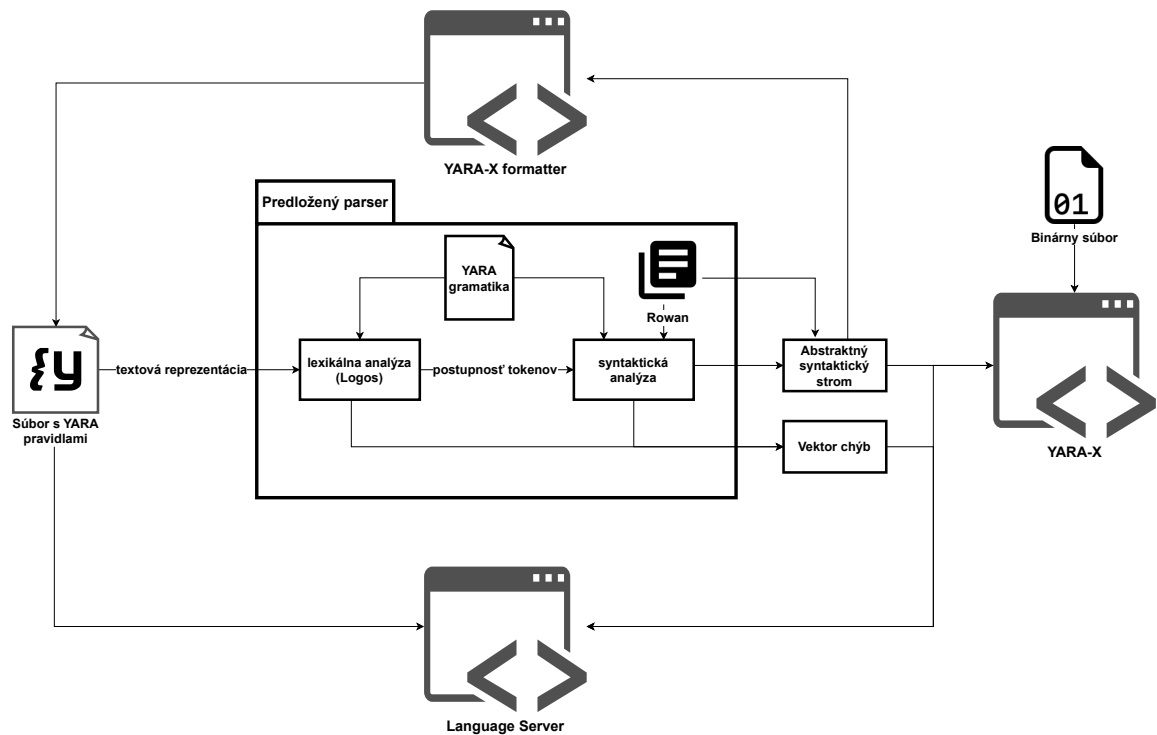 YARA-X formatter
Predložený parser
01
Binárny súbor
YARA
gramatika
Rowan
{y
Súbor s YARA
pravidlami
textová reprezentácia
lexikálna analýza
(Logos)
postupnosť tokenov
syntaktická
analýza
Abstraktný
syntaktický
strom
Vektor chýb
YARA-X
Language Server